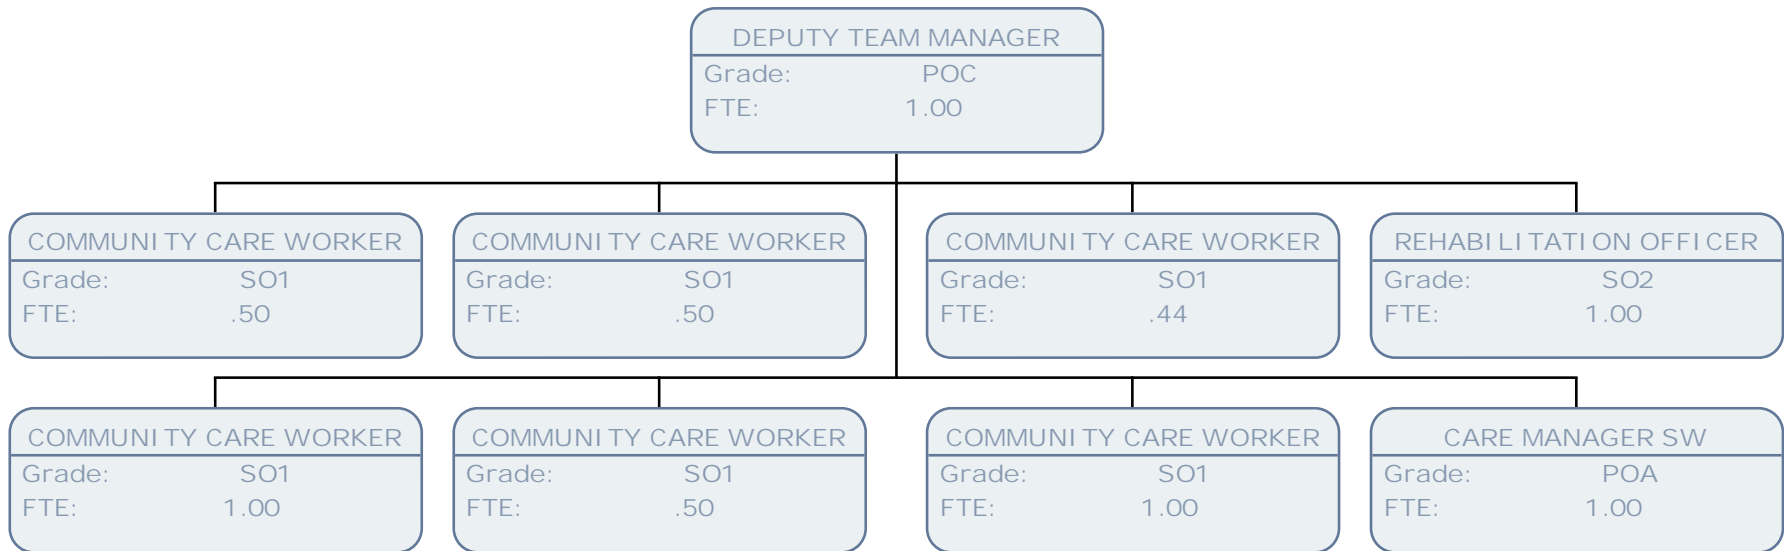 DEPUTY TEAM MANAGER
Grade: POC
FTE: 1.00
COMMUNITY CARE WORKER
Grade: SO1
FTE: .50
COMMUNITY CARE WORKER
Grade: SO1
FTE: .50
COMMUNITY CARE WORKER
Grade: SO1
FTE: .44
REHABILITATION OFFICER
Grade: SO2
FTE: 1.00
COMMUNITY CARE WORKER
Grade: SO1
FTE: 1.00
COMMUNITY CARE WORKER
Grade: SO1
FTE: .50
COMMUNITY CARE WORKER
Grade: SO1
FTE: 1.00
CARE MANAGER SW
Grade: POA
FTE: 1.00